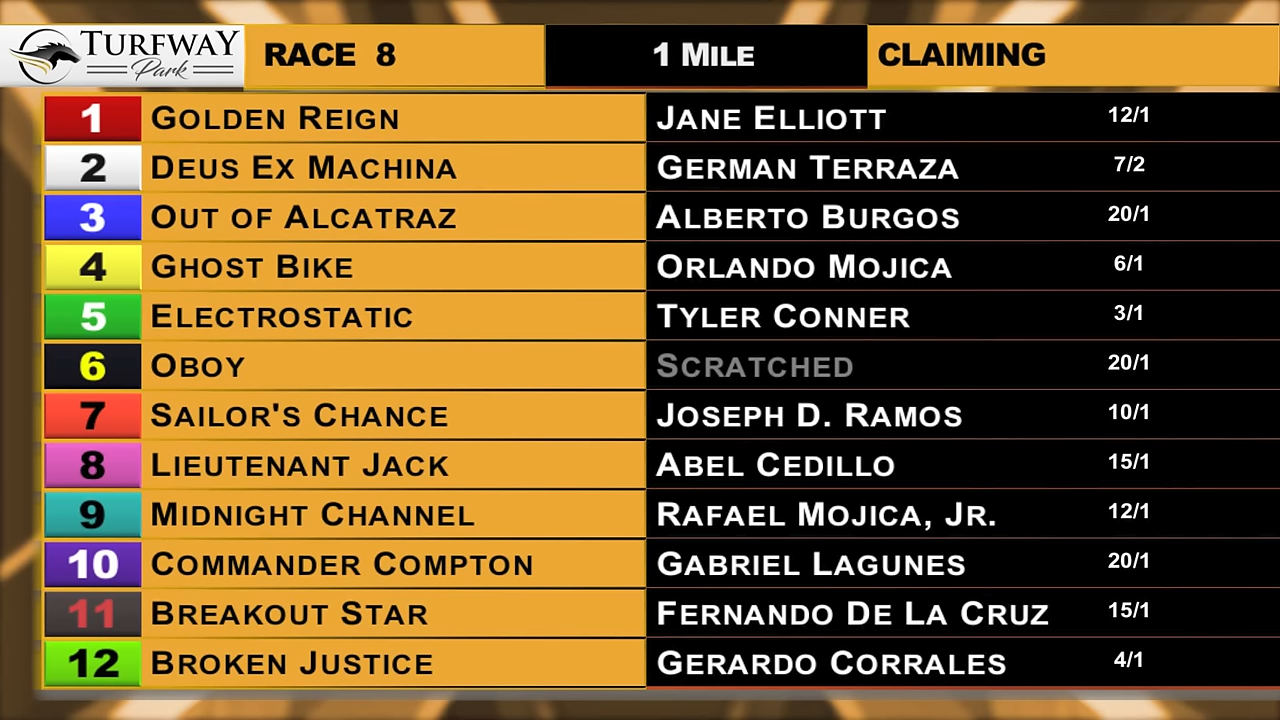 TURFWAY Park RACE 8 1 MILE CLAIMING
1 GOLDEN REIGN JANE ELLIOTT 12/1
2 DEUS EX MACHINA GERMAN TERRAZA 7/2
3 OUT OF ALCATRAZ ALBERTO BURGOS 20/1
4 GHOST BIKE ORLANDO MOJICA 6/1
5 ELECTROSTATIC TYLER CONNER 3/1
6 OBOY SCRATCHED 20/1
7 SAILOR'S CHANCE JOSEPH D. RAMOS 10/1
8 LIEUTENANT JACK ABEL CEDILLO 15/1
9 MIDNIGHT CHANNEL RAFAEL MOJICA, JR. 12/1
10 COMMANDER COMPTON GABRIEL LAGUNES 20/1
11 BREAKOUT STAR FERNANDO DE LA CRUZ 15/1
12 BROKEN JUSTICE GERARDO CORRALES 4/1